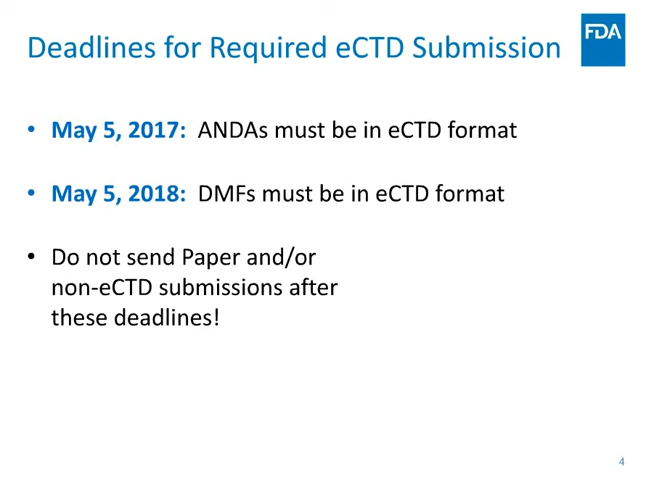 Deadlines for Required eCTD Submission
FDA
• May 5, 2017: ANDAs must be in eCTD format
• May 5, 2018: DMFs must be in eCTD format
• Do not send Paper and/or
non-eCTD submissions after
these deadlines!
4